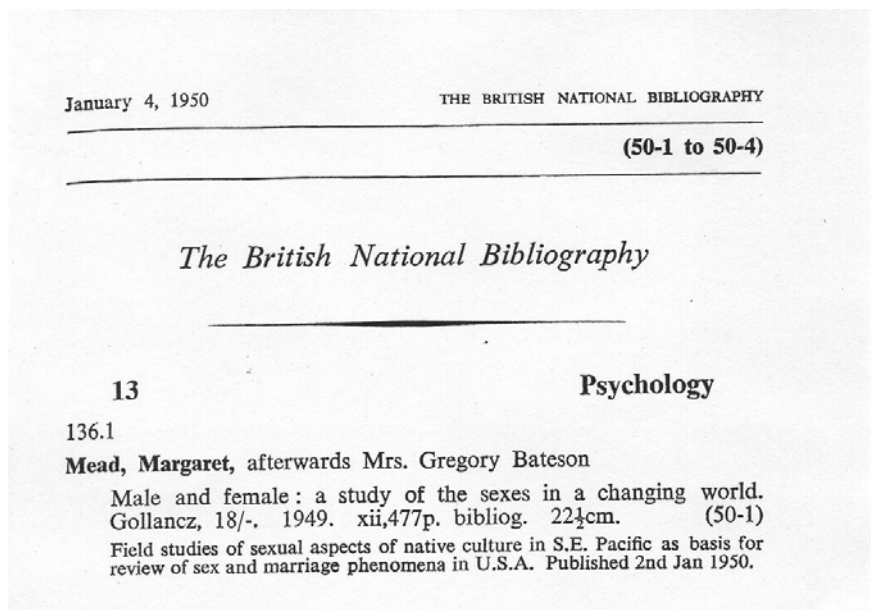 January 4, 1950 THE BRITISH NATIONAL BIBLIOGRAPHY
(50-1 to 50-4)
The British National Bibliography
13 Psychology
136.1
Mead, Margaret, afterwards Mrs. Gregory Bateson
Male and female : a study of the sexes in a changing world.
Gollancz, 18/-. 1949. xii,477p. bibliog. 22½cm. (50-1)
Field studies of sexual aspects of native culture in S.E. Pacific as basis for
review of sex and marriage phenomena in U.S.A. Published 2nd Jan 1950.